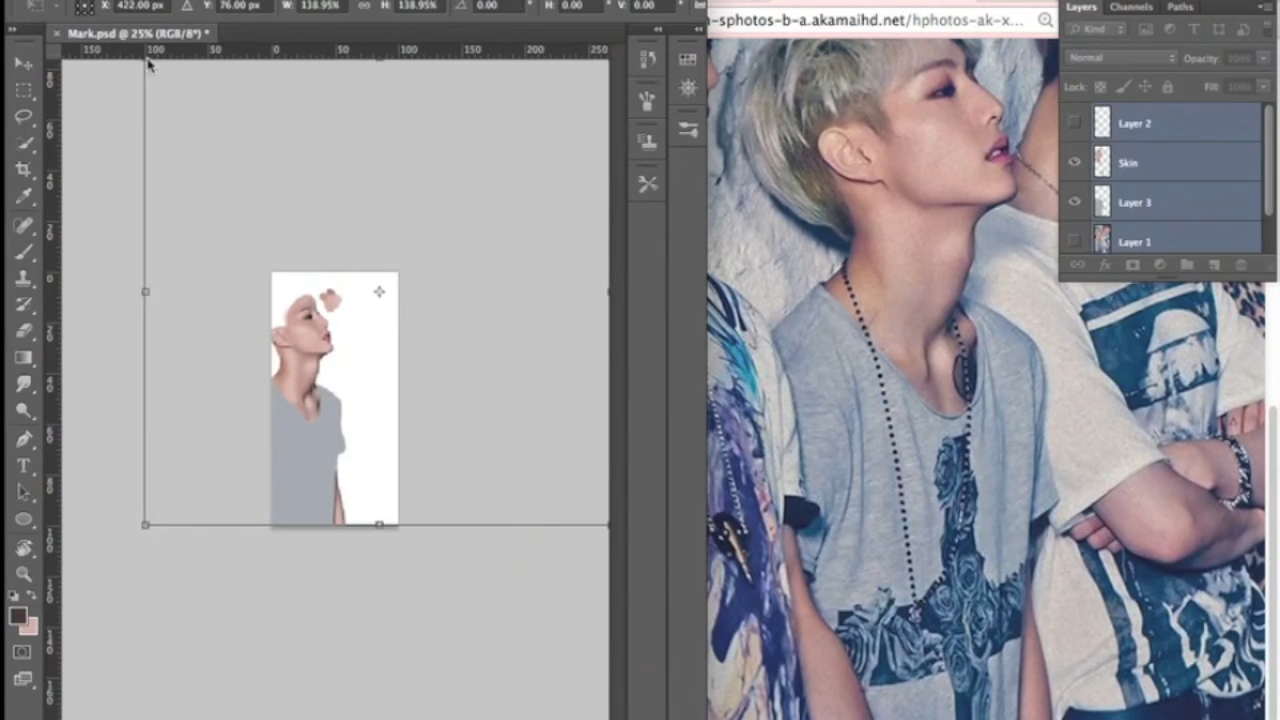 X: 422.00 px Y: 76.00 px W: 138.95% H: 138.95% 0.00 H: 0.00 V: 0.00
× Mark.psd @ 25% (RGB/8*) *
150 100 50 0 50 100 150 200 250
-sphotos-b-a.akamaihd.net/hphotos-ak-x...
Layers Channels Paths
Kind
Normal Opacity: 100%
Lock: Fill: 100%
Layer 2
Skin
Layer 3
Layer 1